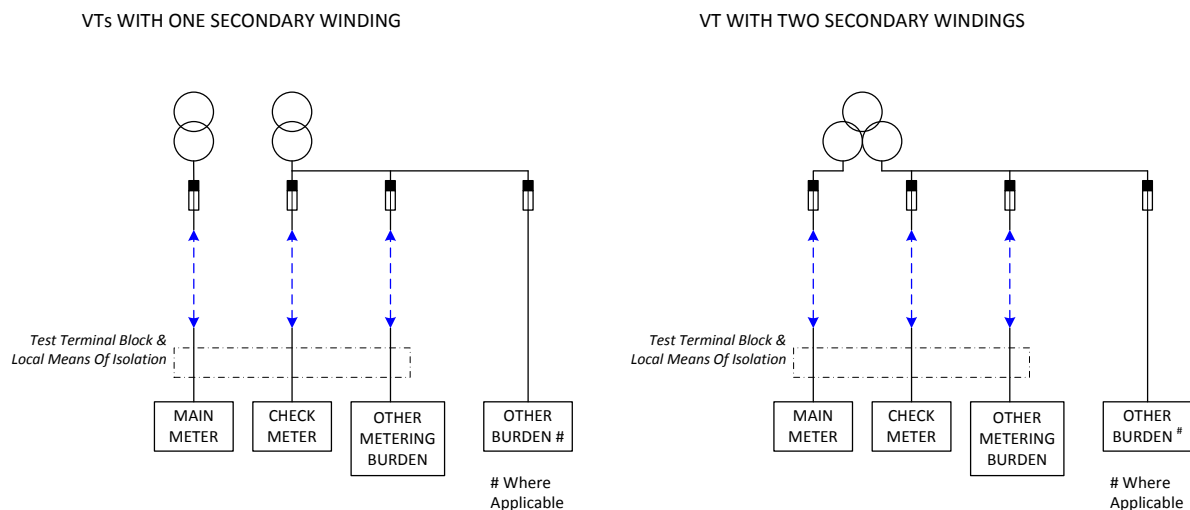 VTs WITH ONE SECONDARY WINDING
Test Terminal Block &
Local Means Of Isolation
MAIN
METER
CHECK
METER
OTHER
METERING
BURDEN
OTHER
BURDEN #
# Where
Applicable
VT WITH TWO SECONDARY WINDINGS
Test Terminal Block &
Local Means Of Isolation
MAIN
METER
CHECK
METER
OTHER
METERING
BURDEN
OTHER
BURDEN #
# Where
Applicable